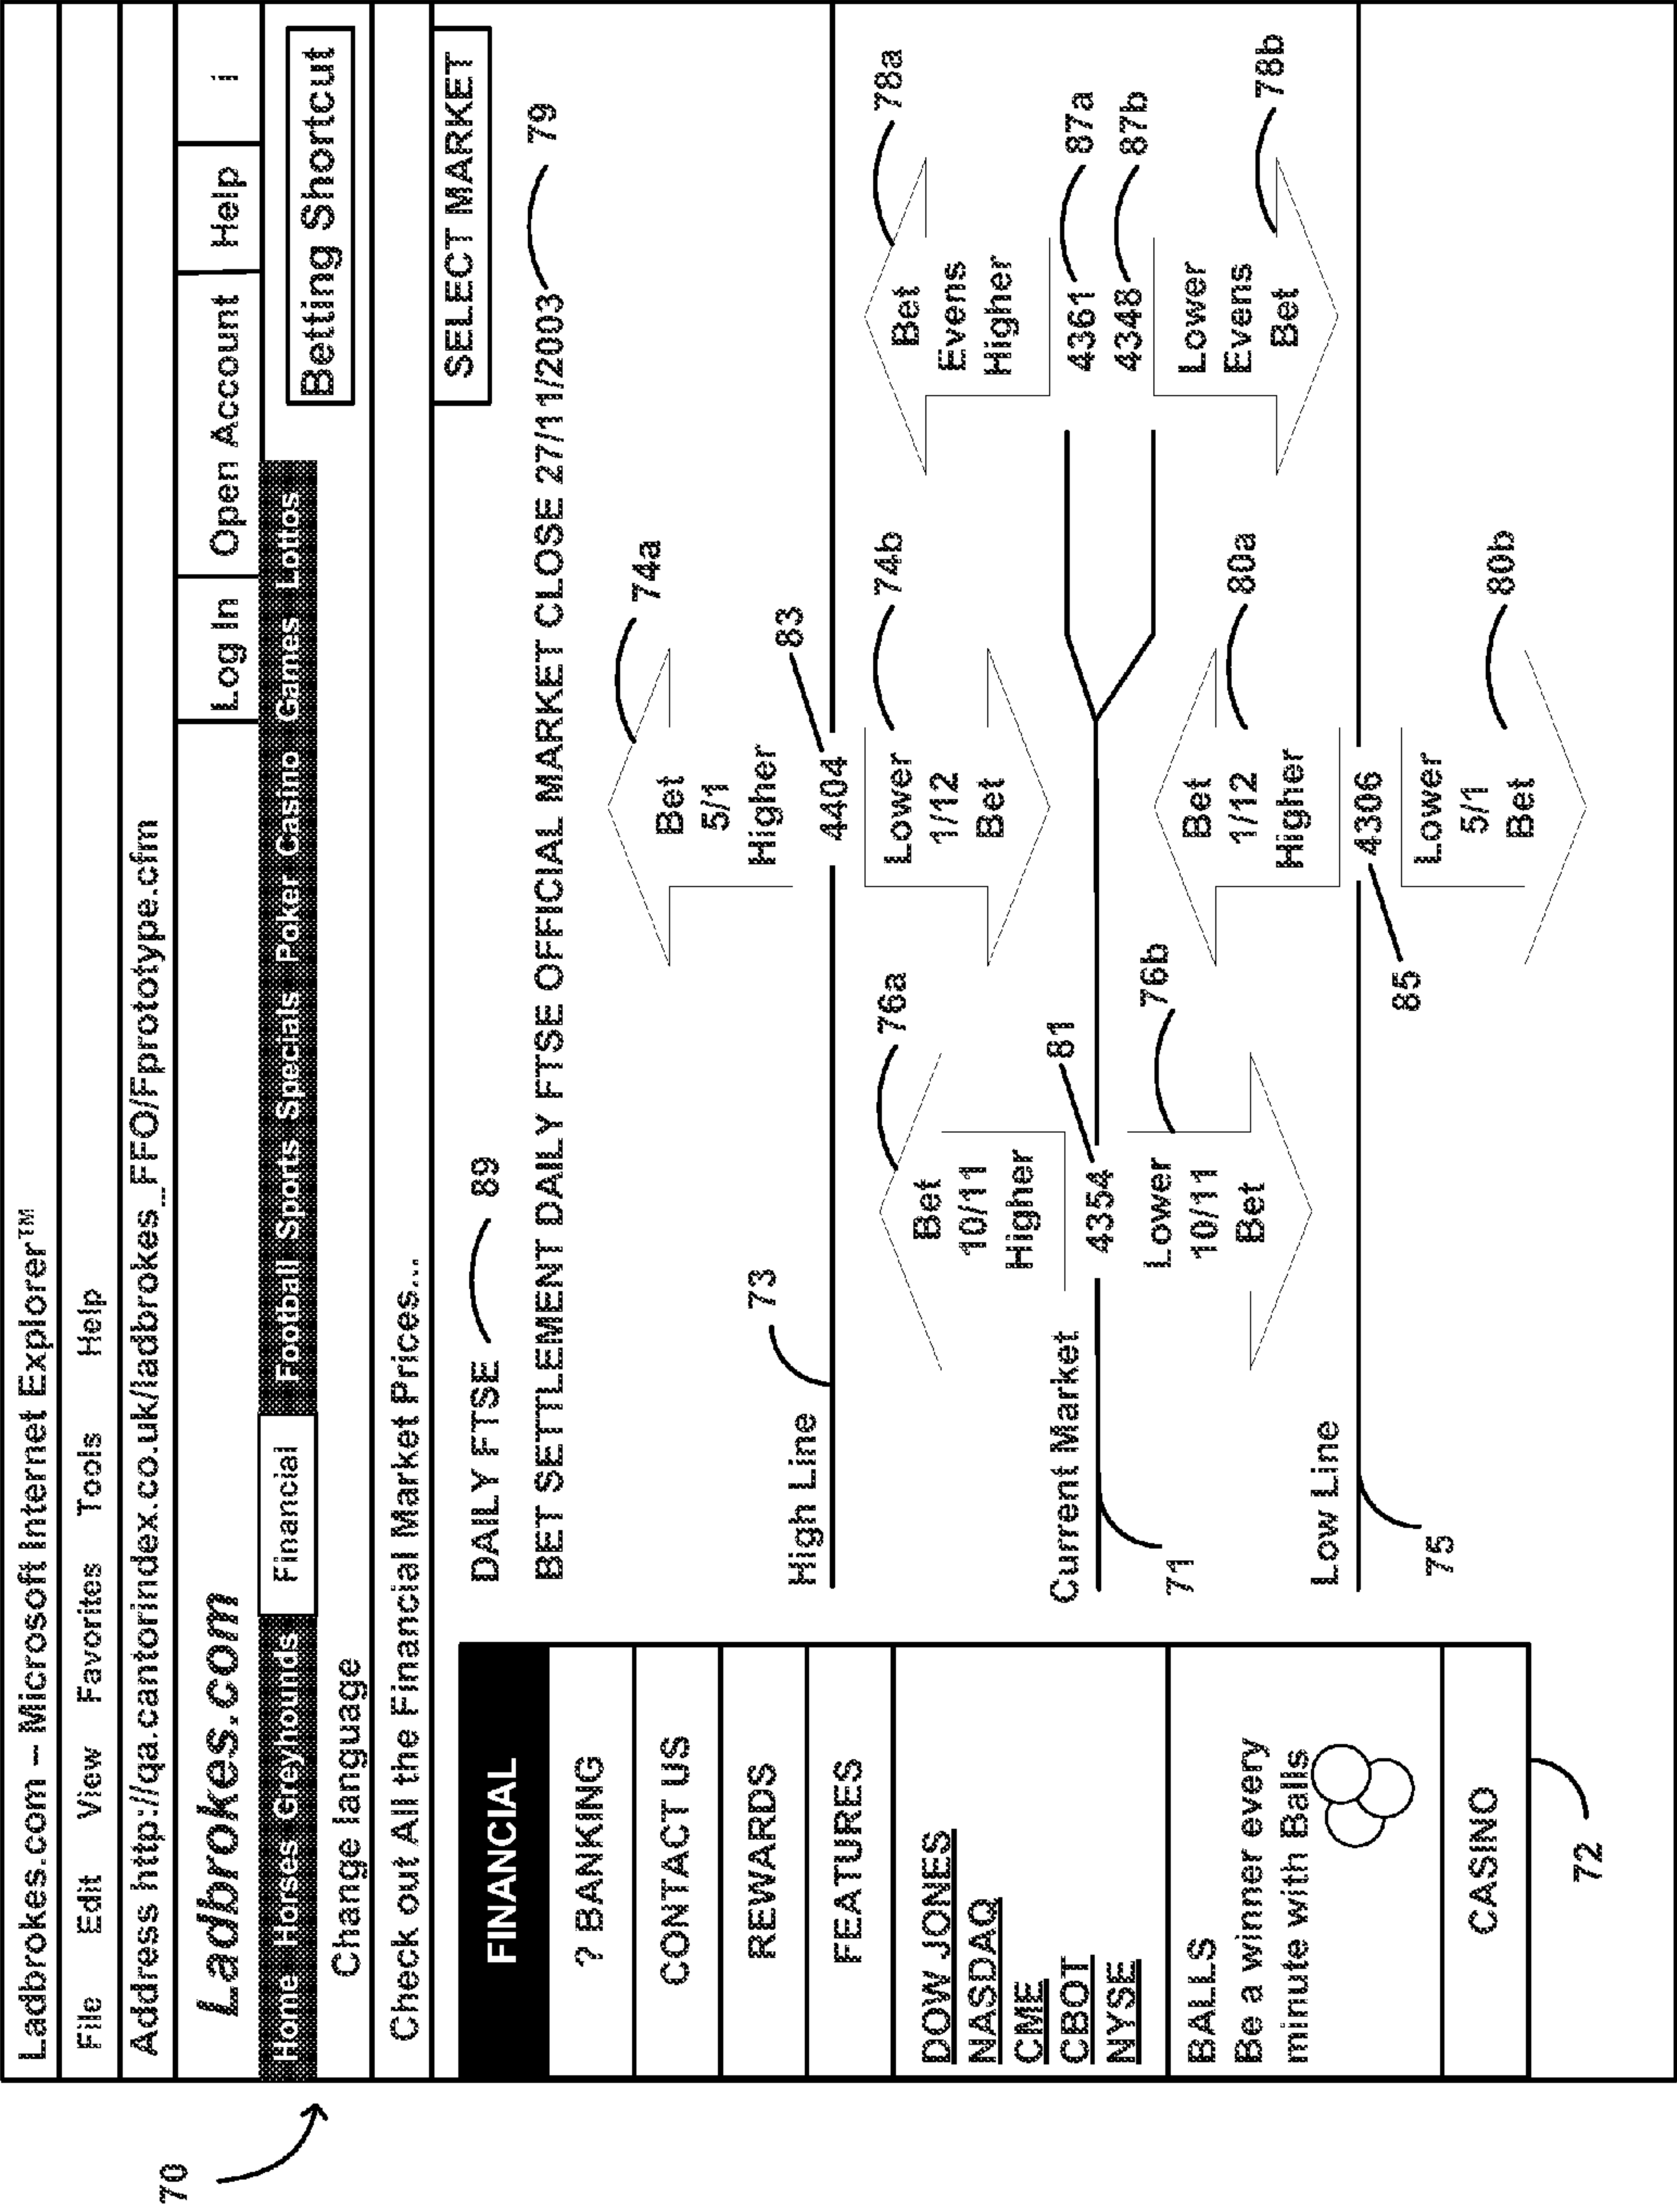 Ladbrokes.com – Microsoft Internet Explorer™
File Edit View Favorites Tools Help
Address http://qa.cantorindex.co.uk/ladbrokes_FFO/Fprototype.cfm
Ladbrokes.com
Log In
Open Account
Help
Home Horses Greyhounds
Financial
Football Sports Specials Poker Casino Games Lottos
Change language
Betting Shortcut
Check out All the Financial Market Prices...
SELECT MARKET
70
FINANCIAL
? BANKING
CONTACT US
REWARDS
FEATURES
DOW JONES
NASDAQ
CME
CBOT
NYSE
BALLS
Be a winner every
minute with Balls
CASINO
72
DAILY FTSE 89
BET SETTLEMENT DAILY FTSE OFFICIAL MARKET CLOSE 27/11/2003 79
74a
Bet
5/1
Higher
83
High Line
73
4404
76a
Bet
10/11
Higher
Lower
1/12
Bet
74b
78a
Bet
Evens
Higher
81
Current Market
71
4354
4361
87a
4348
87b
Lower
10/11
Bet
76b
Bet
1/12
Higher
80a
Lower
Evens
Bet
78b
Low Line
75
4306
85
Lower
5/1
Bet
80b